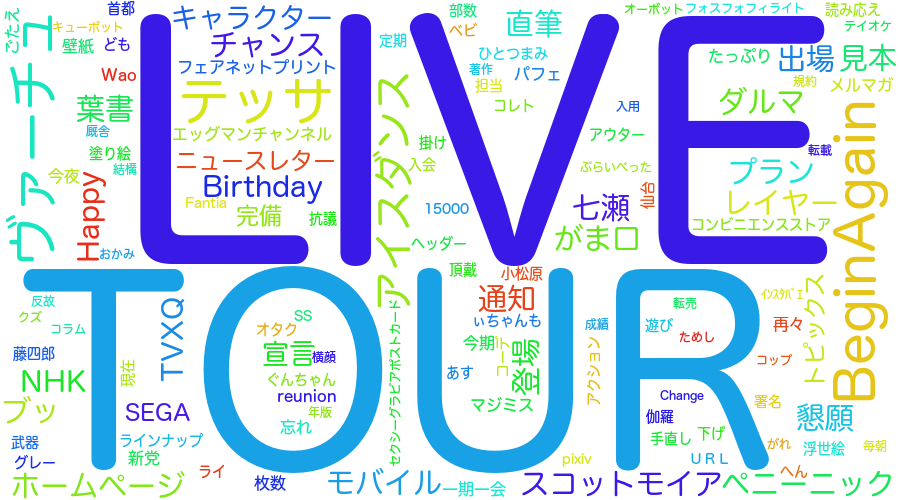 首都
キャラクター
部数
直筆
オーボット
フォスフォフィライト
読み応え
ごたえ
キューポット
壁紙
ども
チャンス
定期
ベビ
ひとつまみ
テイオケ
ヴァーチュ
LIVE
フェアネットプリント
著作
パフェ
たっぷり
出場
見本
Wao
テッサ
担当
規約
メルマガ
葉書
コレト
入用
ダルマ
厩舎
エッグマンチャンネル
掛け
アウター
転載
塗り絵
結構
ニュースレター
入会
ぶらいべった
プラン
今夜
Happy
Birthday
アイスダンス
七瀬
仙台
レイヤー
BeginAgain
Fantia
完備
抗議
15000
コンビニエンスストア
おかみ
ヘッダー
がま口
TOUR
頂戴
小松原
反故
TVXQ
通知
転売
インスタバエ
トピックス
クズ
コラム
オタク
SS
セクシーグラビアポストカード
ぃちゃんも
成績
遊び
ためし
再々
藤四郎
現在
宣言
横顔
今期
コーデ
登場
アクション
コップ
NHK
ぐんちゃん
あす
reunion
Change
署名
ブッ
SEGA
年版
マジミス
伽羅
懇願
武器
ラインナップ
忘れ
手直し
下げ
がれ
浮世絵
毎朝
グレー
新党
ライ
pixiv
ＵＲＬ
へん
ホームページ
枚数
モバイル
一期一会
スコットモイア
ペニーニック